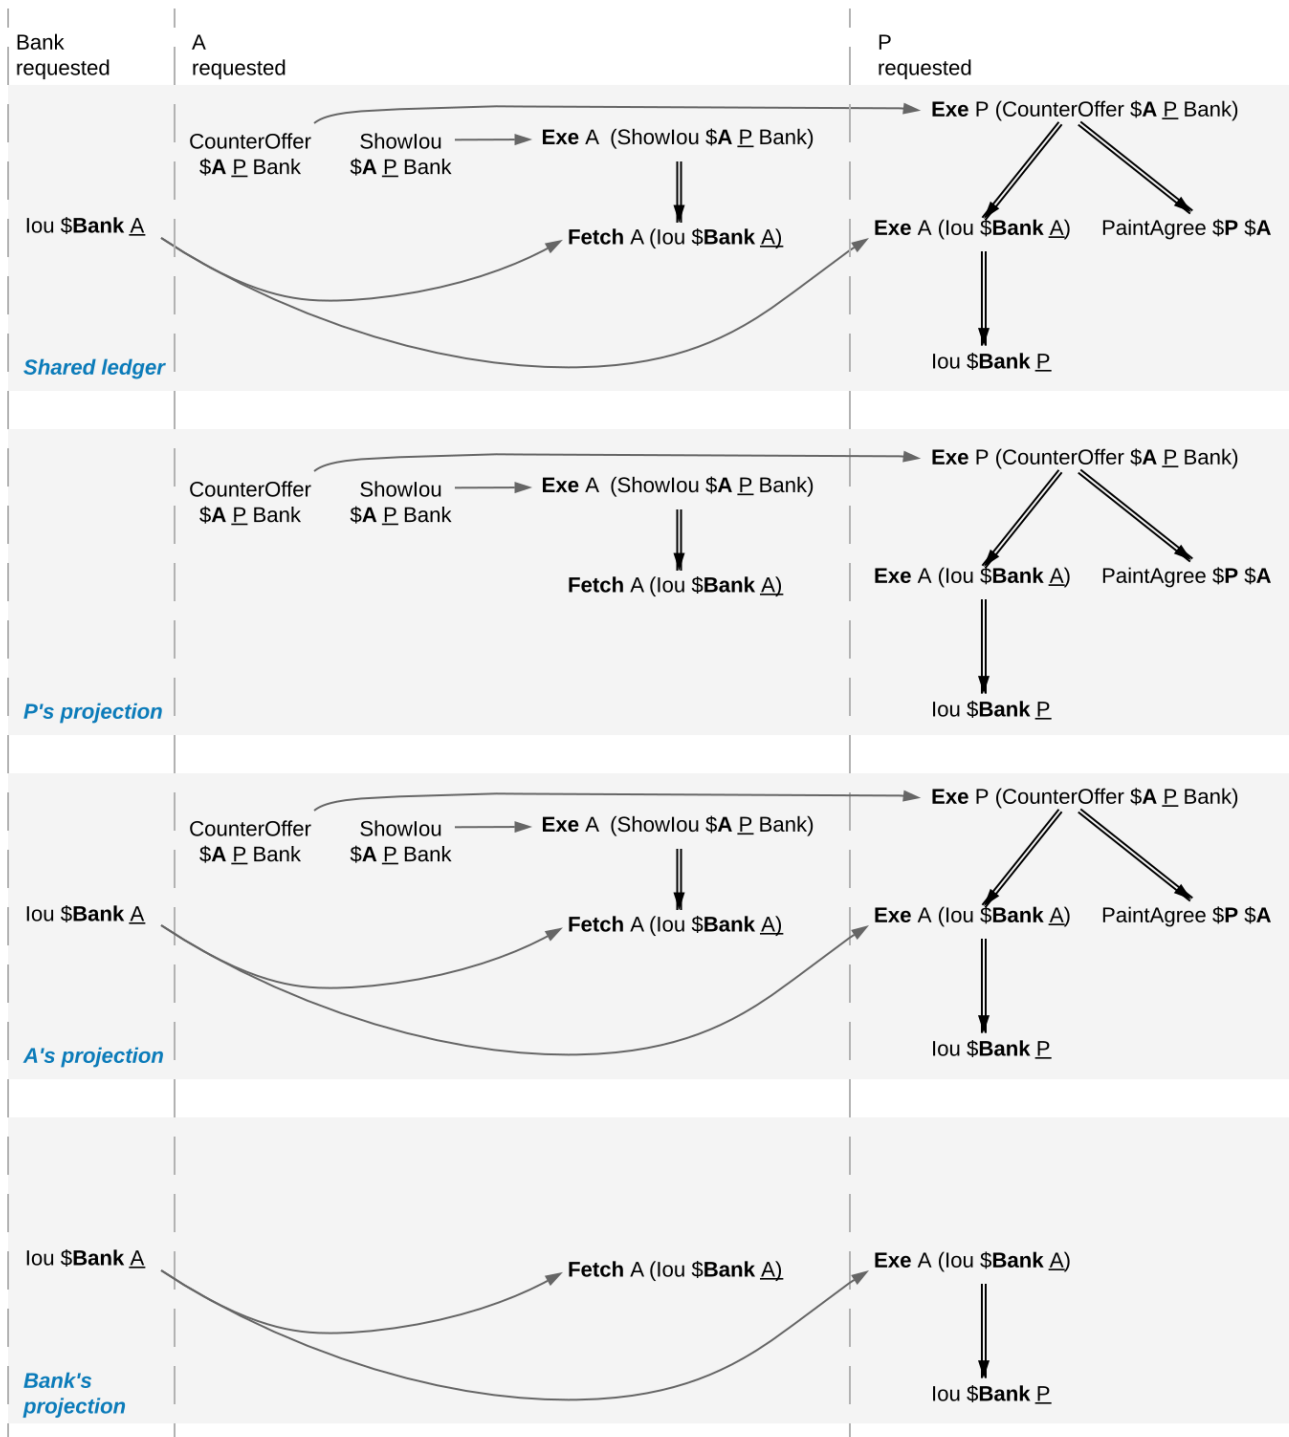 Bank
requested
A
requested
P
requested
Exe P (CounterOffer $A P Bank)
CounterOffer
$A P Bank
ShowIou
$A P Bank
Exe A (ShowIou $A P Bank)
Iou $Bank A
Fetch A (Iou $Bank A)
Exe A (Iou $Bank A)
PaintAgree $P $A
Iou $Bank P
Shared ledger
Exe P (CounterOffer $A P Bank)
CounterOffer
$A P Bank
ShowIou
$A P Bank
Exe A (ShowIou $A P Bank)
Fetch A (Iou $Bank A)
Exe A (Iou $Bank A)
PaintAgree $P $A
Iou $Bank P
P's projection
Exe P (CounterOffer $A P Bank)
CounterOffer
$A P Bank
ShowIou
$A P Bank
Exe A (ShowIou $A P Bank)
Iou $Bank A
Fetch A (Iou $Bank A)
Exe A (Iou $Bank A)
PaintAgree $P $A
Iou $Bank P
A's projection
Iou $Bank A
Fetch A (Iou $Bank A)
Exe A (Iou $Bank A)
Iou $Bank P
Bank's
projection